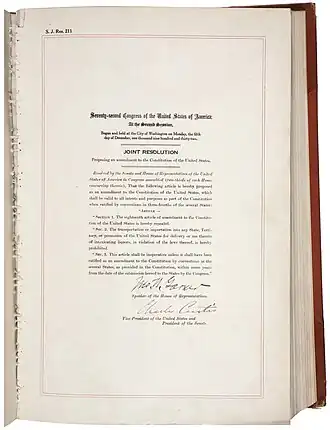 S. J. Res. 211
Seventy-second Congress of the United States of America;
At the Second Session,
Begun and held at the City of Washington on Monday, the fifth
day of December, one thousand nine hundred and thirty-two.
JOINT RESOLUTION
Proposing an amendment to the Constitution of the United States.
Resolved by the Senate and House of Representatives of the United
States of America in Congress assembled (two-thirds of each House
concurring therein), That the following article is hereby proposed
as an amendment to the Constitution of the United States, which
shall be valid to all intents and purposes as part of the Constitution
when ratified by conventions in three-fourths of the several States:
"ARTICLE —
"SECTION 1. The eighteenth article of amendment to the Constitu-
tion of the United States is hereby repealed.
"SEC. 2. The transportation or importation into any State, Terri-
tory, or possession of the United States for delivery or use therein
of intoxicating liquors, in violation of the laws thereof, is hereby
prohibited.
"SEC. 3. This article shall be inoperative unless it shall have been
ratified as an amendment to the Constitution by conventions in the
several States, as provided in the Constitution, within seven years
from the date of the submission hereof to the States by the Congress."
Jno N. Garner
Speaker of the House of Representatives.
Charles Curtis
Vice President of the United States and
President of the Senate.